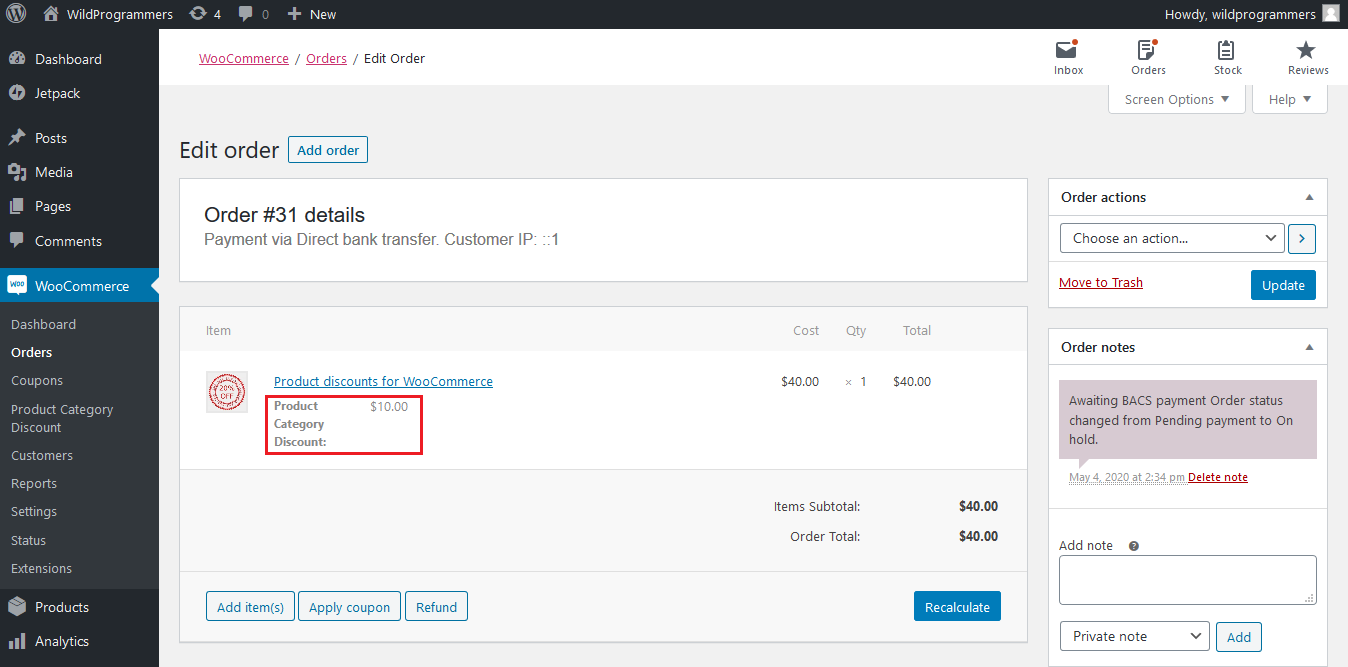 WildProgrammers 4 0 New
Howdy, wildprogrammers
Dashboard
Jetpack
Posts
Media
Pages
Comments
WOO WooCommerce
Dashboard
Orders
Coupons
Product Category
Discount
Customers
Reports
Settings
Status
Extensions
Products
Analytics
WooCommerce / Orders / Edit Order
Inbox
Orders
Stock
Reviews
Screen Options ▼
Help ▼
Edit order
Add order
Order #31 details
Payment via Direct bank transfer. Customer IP: ::1
Item Cost Qty Total
20%
OFF
Product discounts for WooCommerce $40.00 × 1 $40.00
Product $10.00
Category
Discount:
Items Subtotal: $40.00
Order Total: $40.00
Add item(s) Apply coupon Refund Recalculate
Order actions
Choose an action...
Move to Trash Update
Order notes
Awaiting BACS payment Order status
changed from Pending payment to On
hold.
May 4, 2020 at 2:34 pm Delete note
Add note
Private note Add